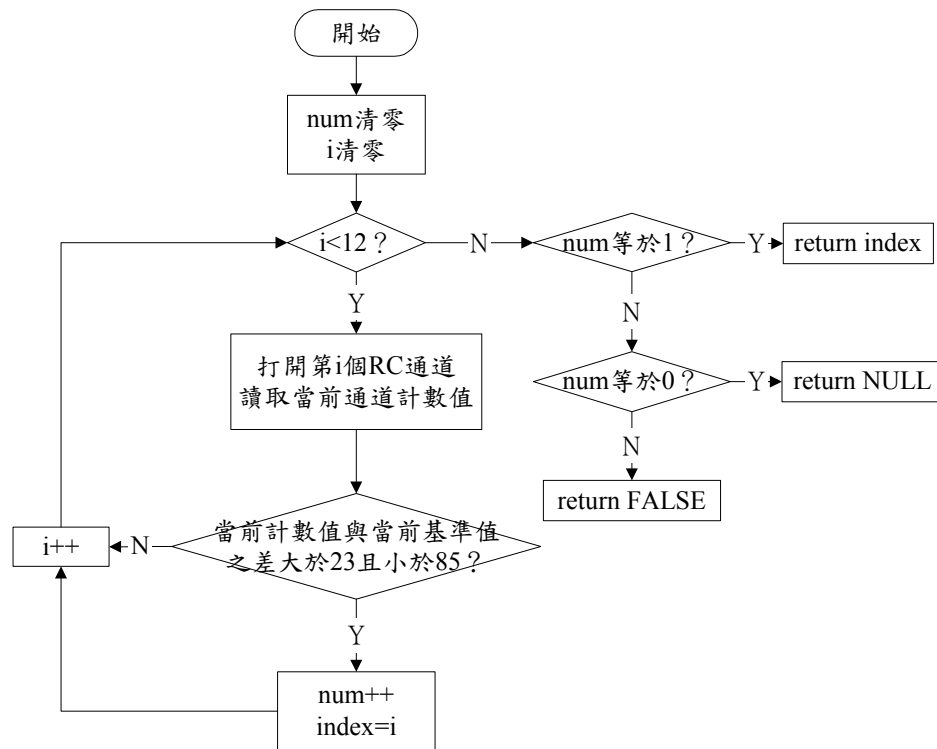 開始
num清零
i清零
i<12？
N
num等於1？
Y
return index
Y
N
打開第i個RC通道
讀取當前通道計數值
num等於0？
Y
return NULL
N
return FALSE
當前計數值與當前基準值
之差大於23且小於85？
N
i++
Y
num++
index=i